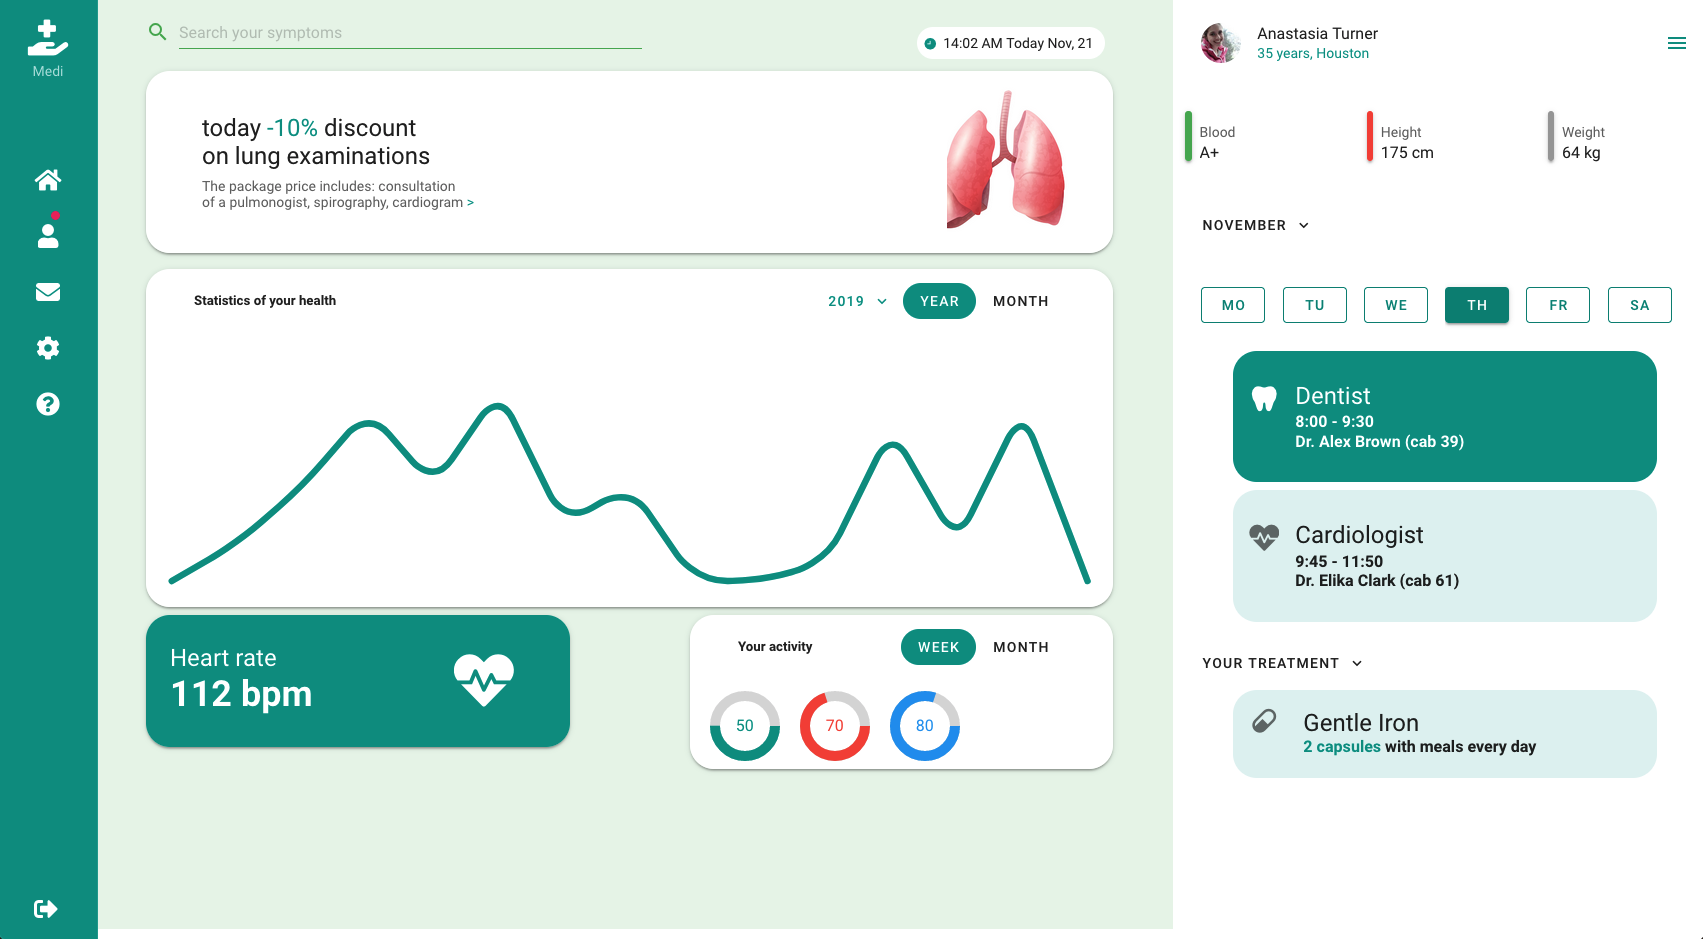 Medi
Search your symptoms
14:02 AM Today Nov, 21
today -10% discount
on lung examinations
The package price includes: consultation
of a pulmonogist, spirography, cardiogram >
Statistics of your health
2019
YEAR
MONTH
Heart rate
112 bpm
Your activity
WEEK
MONTH
50
70
80
Anastasia Turner
35 years, Houston
Blood
A+
Height
175 cm
Weight
64 kg
NOVEMBER
MO
TU
WE
TH
FR
SA
Dentist
8:00 - 9:30
Dr. Alex Brown (cab 39)
Cardiologist
9:45 - 11:50
Dr. Elika Clark (cab 61)
YOUR TREATMENT
Gentle Iron
2 capsules with meals every day